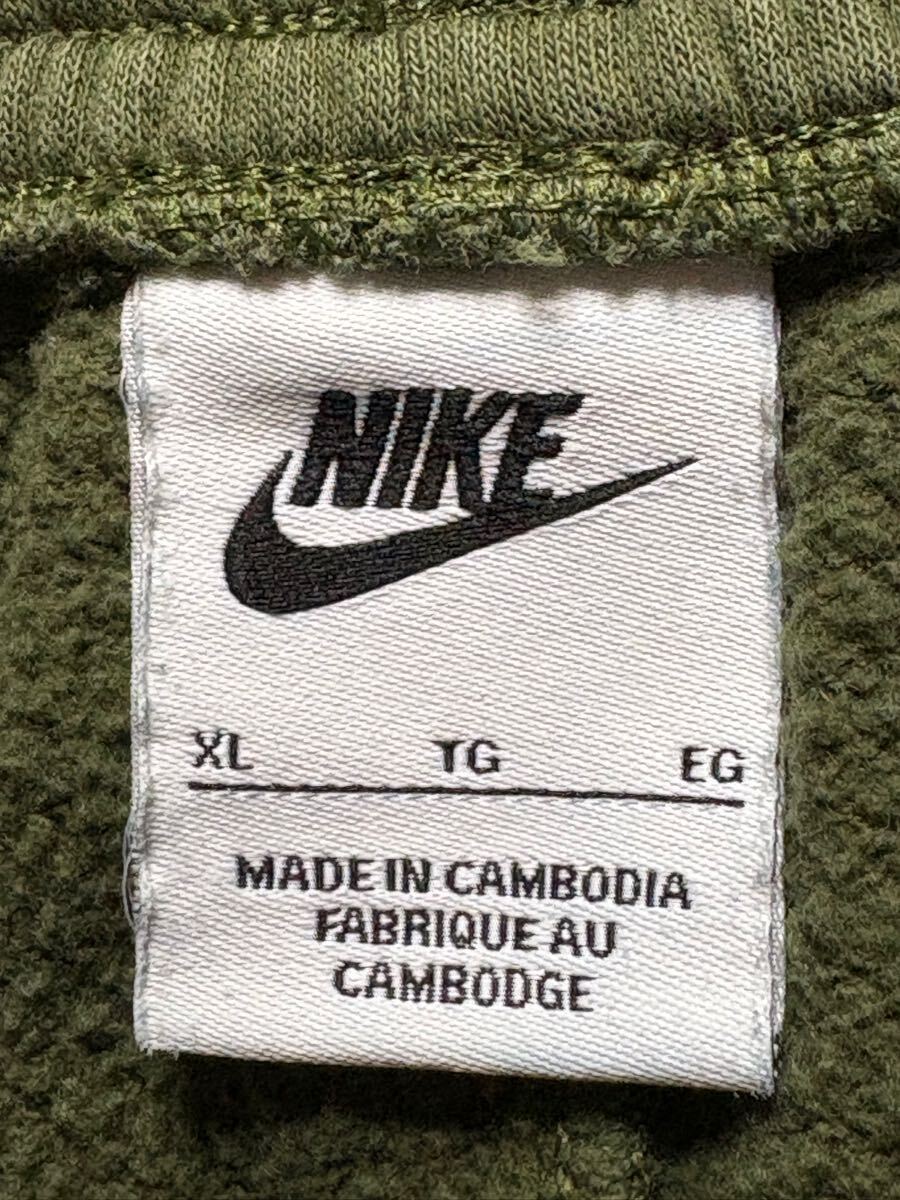 NIKE
XL TG EG
MADE IN CAMBODIA
FABRIQUE AU
CAMBODGE